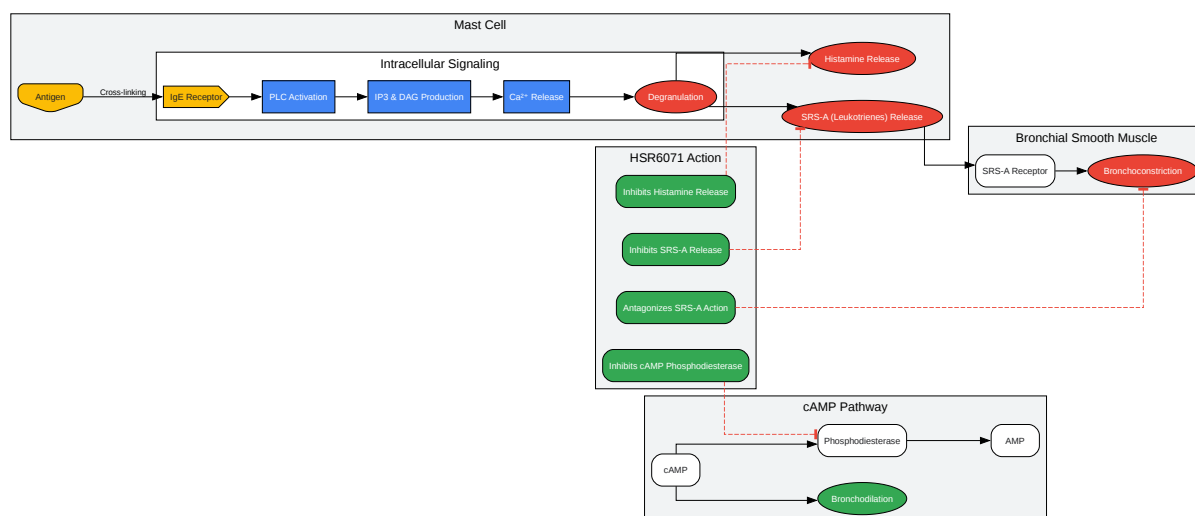 Mast Cell
Intracellular Signaling
Antigen
Cross-linking
IgE Receptor
PLC Activation
IP3 & DAG Production
Ca²⁺ Release
Degranulation
Histamine Release
SRS-A (Leukotrienes) Release
Bronchial Smooth Muscle
SRS-A Receptor
Bronchoconstriction
HSR6071 Action
Inhibits Histamine Release
Inhibits SRS-A Release
Antagonizes SRS-A Action
Inhibits cAMP Phosphodiesterase
cAMP Pathway
cAMP
Phosphodiesterase
AMP
Bronchodilation